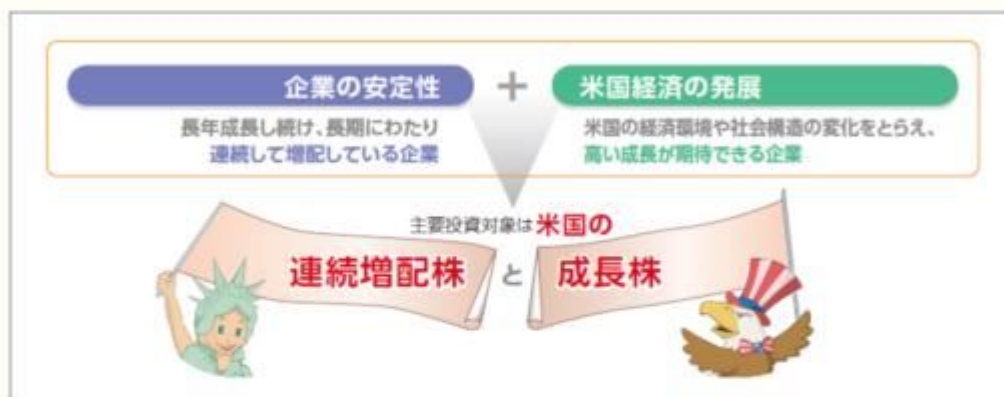 企業の安定性
+
米国経済の発展
長年成長し続け、長期にわたり
連続して増配している企業
米国の経済環境や社会構造の変化をとらえ、
高い成長が期待できる企業
主要投資対象は米国の
連続増配株 と 成長株